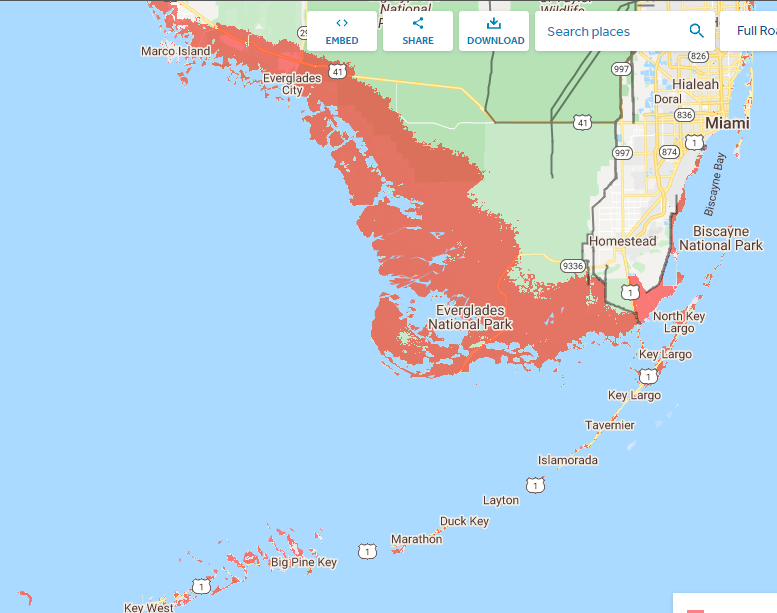 National
Wildlife
29
EMBED
SHARE
DOWNLOAD
Search places
Full Roa
Marco Island
Everglades
City
41
997
826
Hialeah
Doral
836
Miami
41
997
874
1
Biscayne Bay
Homestead
Biscayne
National Park
9336
1
Everglades
National Park
North Key
Largo
Key Largo
1
Key Largo
Tavernier
Islamorada
1
Layton
Duck Key
Marathon
1
Big Pine Key
1
Key West